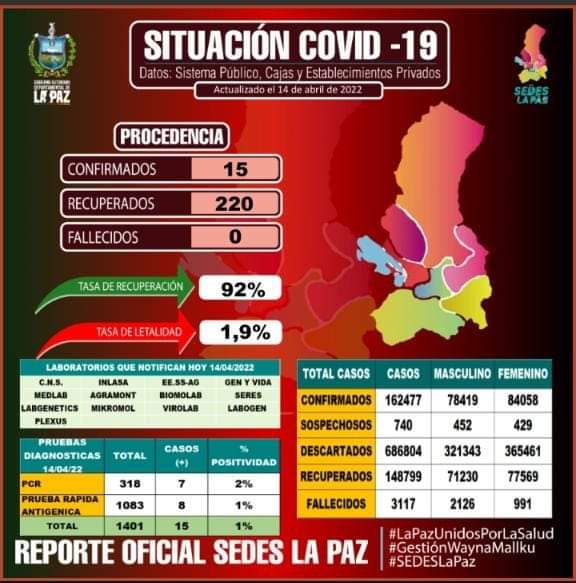 SITUACIÓN COVID -19
Datos: Sistema Público, Cajas y Establecimientos Privados
Actualizado el 14 de abril de 2022
GOBIERNO AUTÓNOMO
DEPARTAMENTAL DE
LA PAZ
SEDES
LA PAZ
PROCEDENCIA
CONFIRMADOS 15
RECUPERADOS 220
FALLECIDOS 0
TASA DE RECUPERACIÓN 92%
TASA DE LETALIDAD 1,9%
LABORATORIOS QUE NOTIFICAN HOY 14/04/2022
C.N.S. INLASA EE.SS-AG GEN Y VIDA
MEDLAB AGRAMONT BIOMOLAB SERES
LABGENETICS MIKROMOL VIROLAB LABOGEN
PLEXUS
PRUEBAS DIAGNOSTICAS 14/04/22 TOTAL CASOS (+) % POSITIVIDAD
PCR 318 7 2%
PRUEBA RAPIDA ANTIGENICA 1083 8 1%
TOTAL 1401 15 1%
TOTAL CASOS CASOS MASCULINO FEMENINO
CONFIRMADOS 162477 78419 84058
SOSPECHOSOS 740 452 429
DESCARTADOS 686804 321343 365461
RECUPERADOS 148799 71230 77569
FALLECIDOS 3117 2126 991
REPORTE OFICIAL SEDES LA PAZ
#LaPazUnidosPorLaSalud
#GestiónWaynaMallku
#SEDESLaPaz